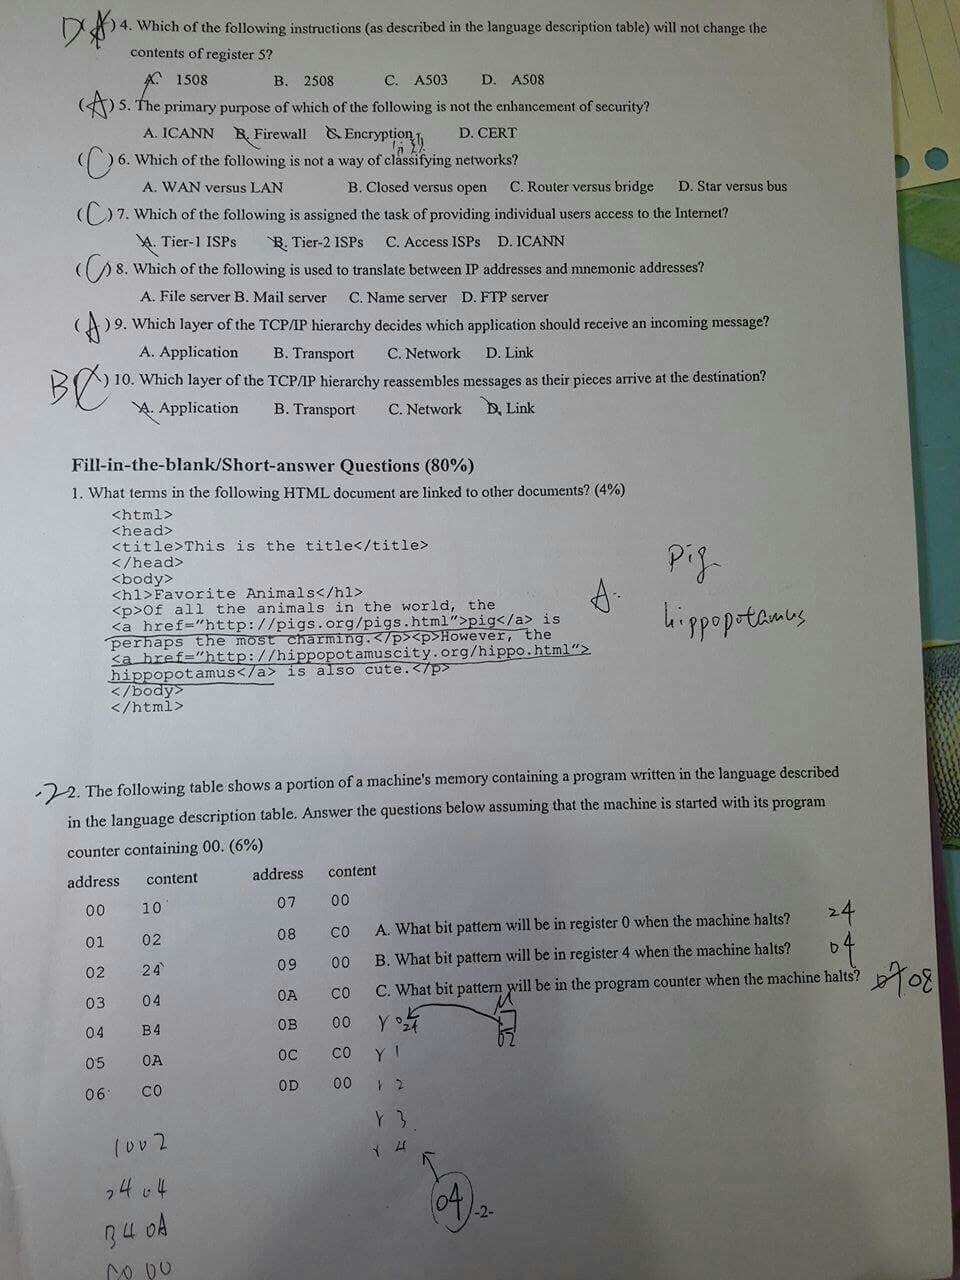 DA ) 4. Which of the following instructions (as described in the language description table) will not change the
contents of register 5?
A. 1508 B. 2508 C. A503 D. A508
(A) 5. The primary purpose of which of the following is not the enhancement of security?
A. ICANN B. Firewall C. Encryption D. CERT
(C) 6. Which of the following is not a way of classifying networks?
A. WAN versus LAN B. Closed versus open C. Router versus bridge D. Star versus bus
(C) 7. Which of the following is assigned the task of providing individual users access to the Internet?
A. Tier-1 ISPs B. Tier-2 ISPs C. Access ISPs D. ICANN
(C) 8. Which of the following is used to translate between IP addresses and mnemonic addresses?
A. File server B. Mail server C. Name server D. FTP server
(A) 9. Which layer of the TCP/IP hierarchy decides which application should receive an incoming message?
A. Application B. Transport C. Network D. Link
B(C) 10. Which layer of the TCP/IP hierarchy reassembles messages as their pieces arrive at the destination?
A. Application B. Transport C. Network D. Link
Fill-in-the-blank/Short-answer Questions (80%)
1. What terms in the following HTML document are linked to other documents? (4%)
<html>
<head>
<title>This is the title</title>
</head>
<body>
<h1>Favorite Animals</h1>
<p>Of all the animals in the world, the
<a href="http://pigs.org/pigs.html">pig</a> is
perhaps the most charming.</p><p>However, the
<a href="http://hippopotamuscity.org/hippo.html">
hippopotamus</a> is also cute.</p>
</body>
</html>
A: Pig
hippopotamus
-2 2. The following table shows a portion of a machine's memory containing a program written in the language described
in the language description table. Answer the questions below assuming that the machine is started with its program
counter containing 00. (6%)
address content address content
00 10 07 00
01 02 08 C0 A. What bit pattern will be in register 0 when the machine halts? 24
02 24 09 00 B. What bit pattern will be in register 4 when the machine halts? 04
03 04 0A C0 C. What bit pattern will be in the program counter when the machine halts? 07 08
04 B4 0B 00 Y 0 24 M 02
05 0A 0C C0 Y 1
06 C0 0D 00 Y 2
Y 3
1002 Y 4
2404
04 -2-
B40A
C000